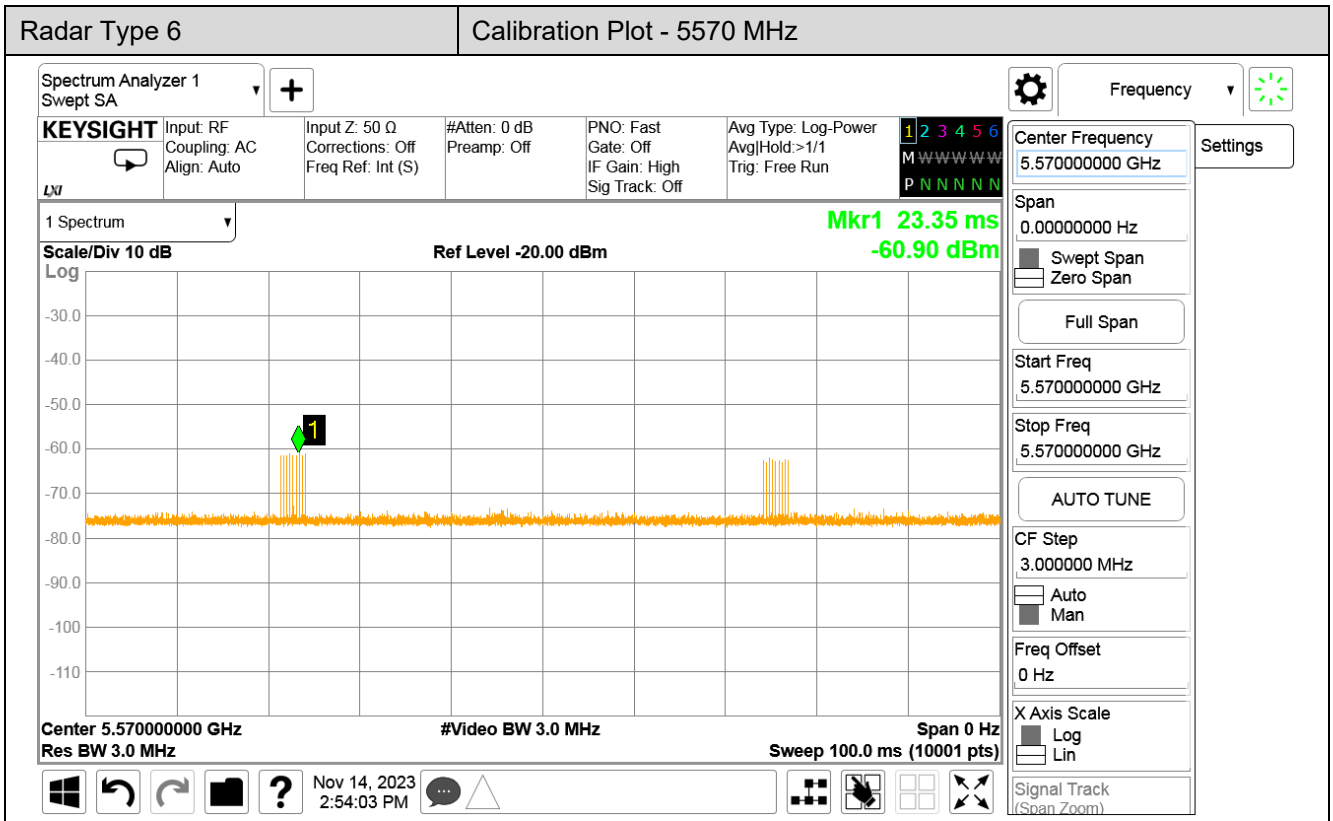 Radar Type 6
Calibration Plot - 5570 MHz
Spectrum Analyzer 1
Swept SA
Frequency
KEYSIGHT
LXI
Input: RF
Coupling: AC
Align: Auto
Input Z: 50 Ω
Corrections: Off
Freq Ref: Int (S)
#Atten: 0 dB
Preamp: Off
PNO: Fast
Gate: Off
IF Gain: High
Sig Track: Off
Avg Type: Log-Power
Avg|Hold:>1/1
Trig: Free Run
1 2 3 4 5 6
M W W W W W
P N N N N N
1 Spectrum
Mkr1 23.35 ms
Scale/Div 10 dB
Ref Level -20.00 dBm
-60.90 dBm
Log
-30.0
-40.0
-50.0
1
-60.0
-70.0
-80.0
-90.0
-100
-110
Center 5.570000000 GHz
#Video BW 3.0 MHz
Span 0 Hz
Res BW 3.0 MHz
Sweep 100.0 ms (10001 pts)
Nov 14, 2023
2:54:03 PM
Center Frequency
5.570000000 GHz
Settings
Span
0.00000000 Hz
Swept Span
Zero Span
Full Span
Start Freq
5.570000000 GHz
Stop Freq
5.570000000 GHz
AUTO TUNE
CF Step
3.000000 MHz
Auto
Man
Freq Offset
0 Hz
X Axis Scale
Log
Lin
Signal Track
(Span Zoom)